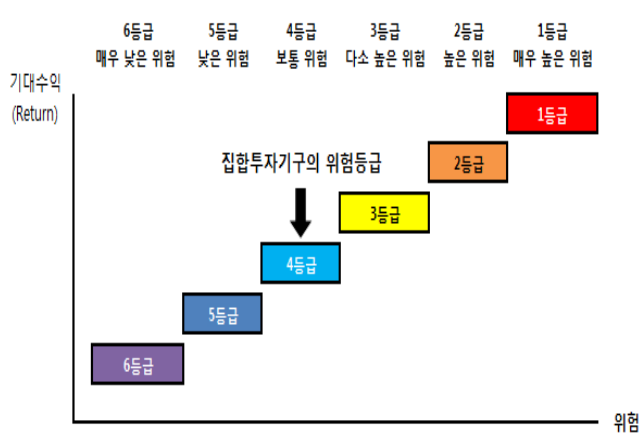 6등급 5등급 4등급 3등급 2등급 1등급
매우 낮은 위험 낮은 위험 보통 위험 다소 높은 위험 높은 위험 매우 높은 위험
기대수익
(Return)
1등급
2등급
집합투자기구의 위험등급
3등급
4등급
5등급
6등급
위험